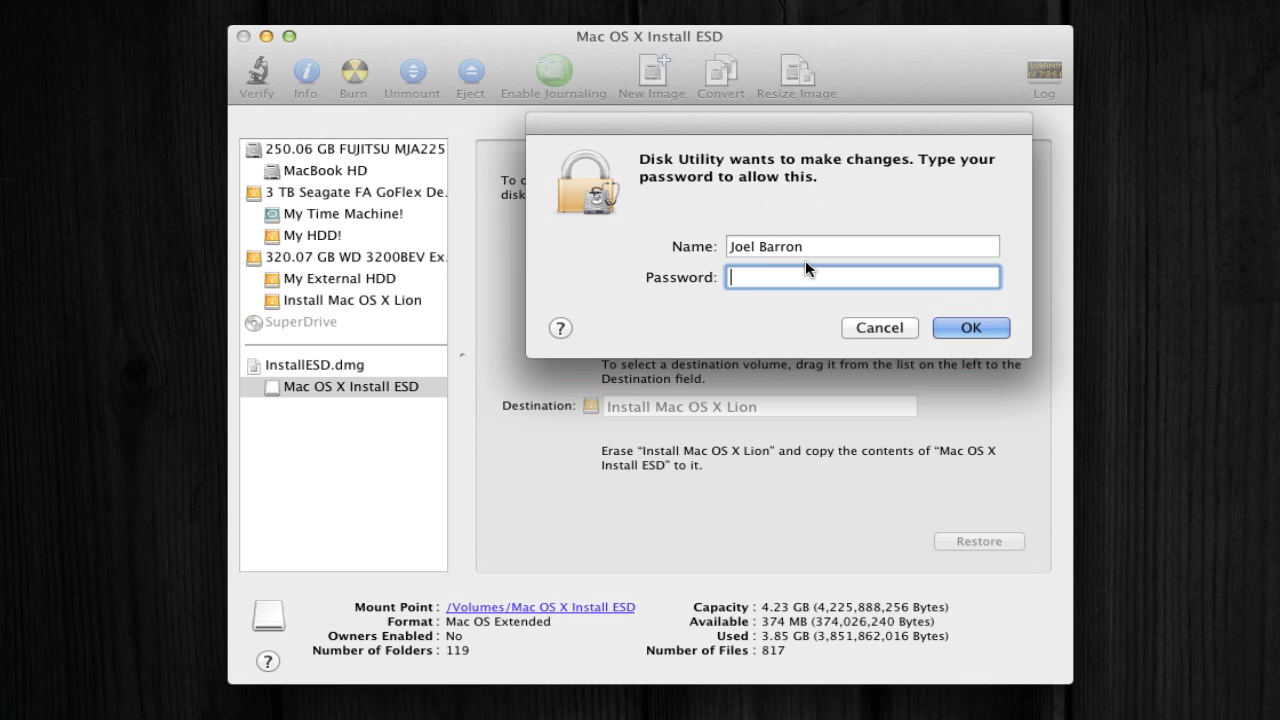 Mac OS X Install ESD
Verify
Info
Burn
Unmount
Eject
Enable Journaling
New Image
Convert
Resize Image
Log
250.06 GB FUJITSU MJA225
MacBook HD
3 TB Seagate FA GoFlex De.
My Time Machine!
My HDD!
320.07 GB WD 3200BEV Ex.
My External HDD
Install Mac OS X Lion
SuperDrive
InstallESD.dmg
Mac OS X Install ESD
To c
disk
Disk Utility wants to make changes. Type your
password to allow this.
Name: Joel Barron
Password:
?
Cancel
OK
To select a destination volume, drag it from the list on the left to the
Destination field.
Destination: Install Mac OS X Lion
Erase “Install Mac OS X Lion” and copy the contents of “Mac OS X
Install ESD” to it.
Restore
Mount Point : /Volumes/Mac OS X Install ESD
Format : Mac OS Extended
Owners Enabled : No
Number of Folders : 119
Capacity : 4.23 GB (4,225,888,256 Bytes)
Available : 374 MB (374,026,240 Bytes)
Used : 3.85 GB (3,851,862,016 Bytes)
Number of Files : 817
?